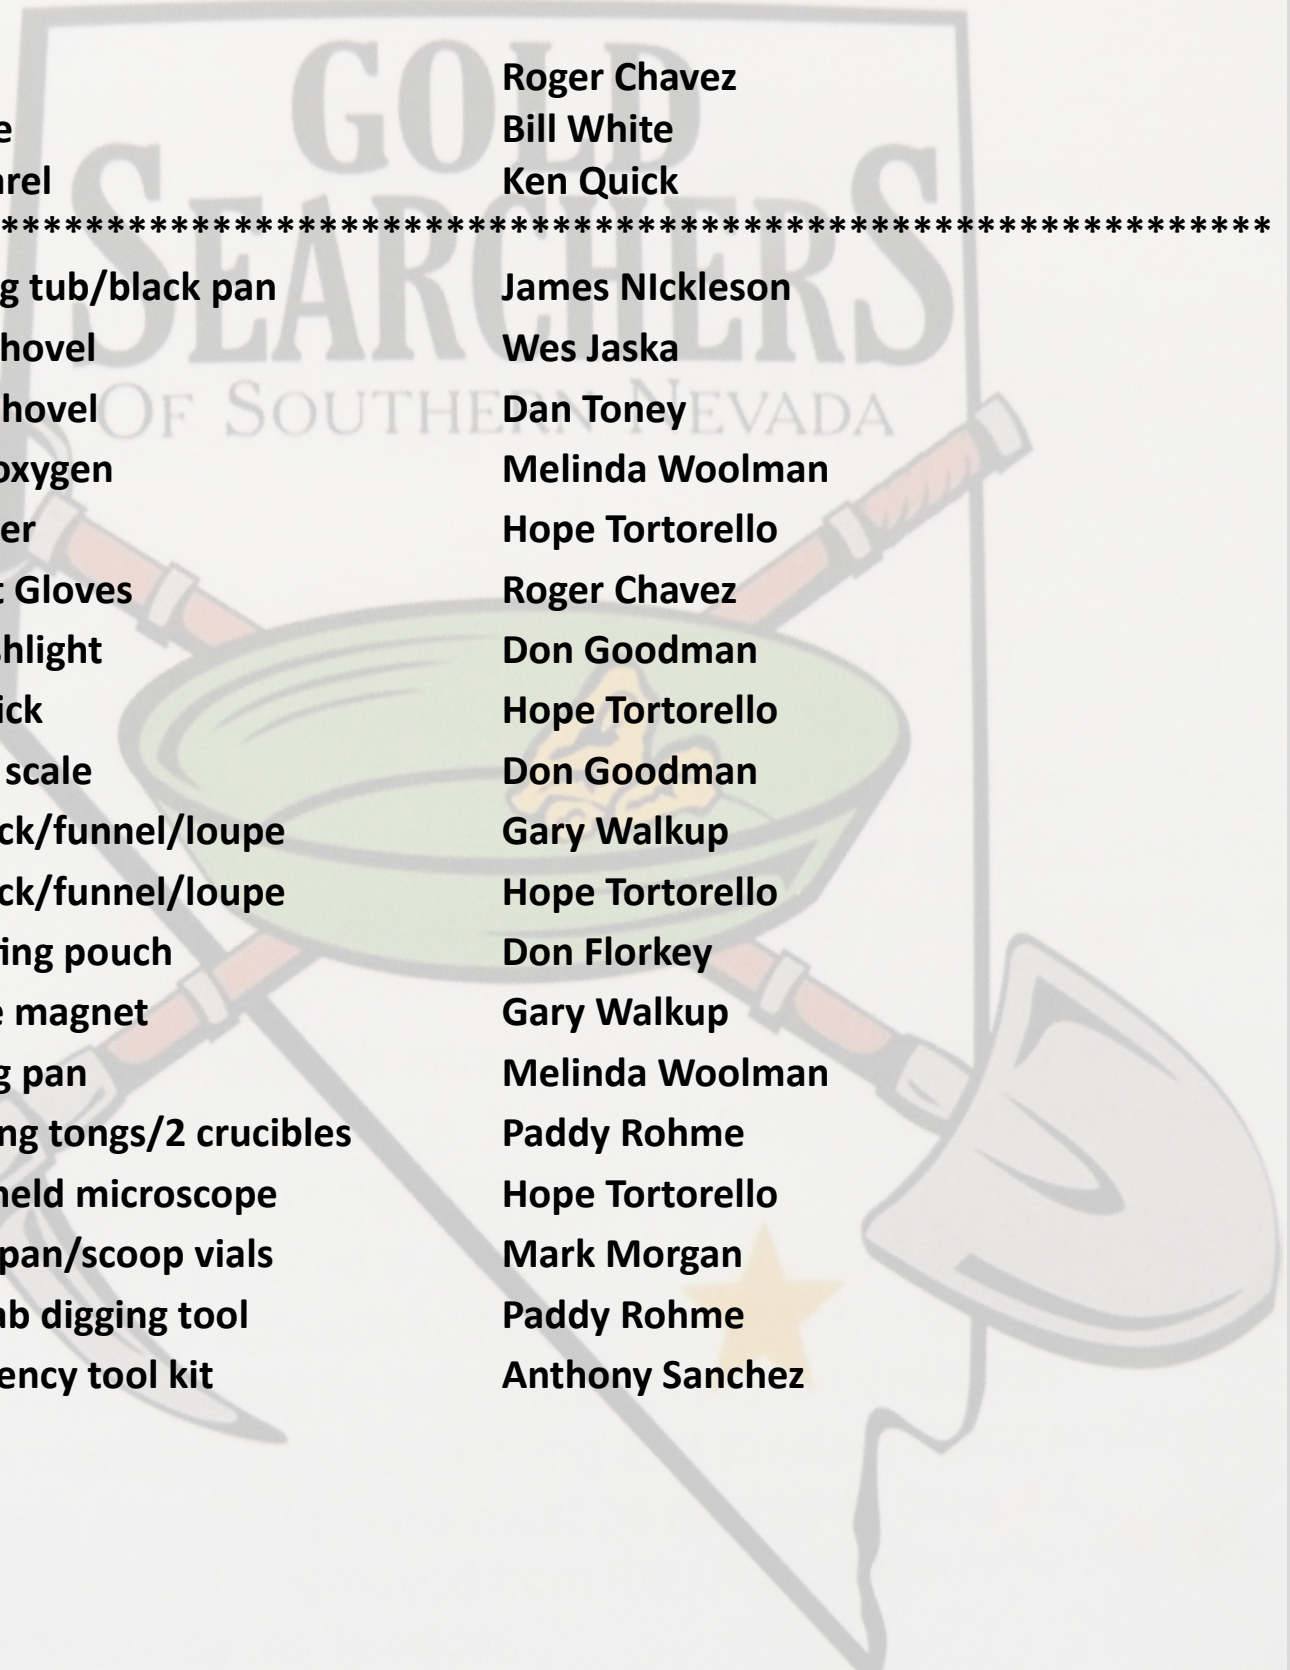 GOLD
SEARCHERS
OF SOUTHERN NEVADA
Roger Chavez
e Bill White
rel Ken Quick
************************************************************
g tub/black pan James NIckleson
hovel Wes Jaska
hovel Dan Toney
oxygen Melinda Woolman
er Hope Tortorello
t Gloves Roger Chavez
hlight Don Goodman
ick Hope Tortorello
scale Don Goodman
ck/funnel/loupe Gary Walkup
ck/funnel/loupe Hope Tortorello
ing pouch Don Florkey
e magnet Gary Walkup
g pan Melinda Woolman
ng tongs/2 crucibles Paddy Rohme
held microscope Hope Tortorello
pan/scoop vials Mark Morgan
ab digging tool Paddy Rohme
ency tool kit Anthony Sanchez